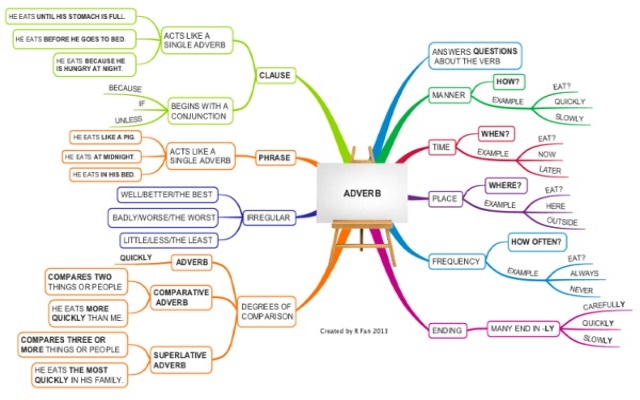 HE EATS UNTIL HIS STOMACH IS FULL.
HE EATS BEFORE HE GOES TO BED.
HE EATS BECAUSE HE
IS HUNGRY AT NIGHT.
ACTS LIKE A
SINGLE ADVERB
CLAUSE
BECAUSE
IF
UNLESS
BEGINS WITH A
CONJUNCTION
HE EATS LIKE A PIG.
HE EATS AT MIDNIGHT.
HE EATS IN HIS BED.
ACTS LIKE A
SINGLE ADVERB
PHRASE
WELL/BETTER/THE BEST
BADLY/WORSE/THE WORST
LITTLE/LESS/THE LEAST
IRREGULAR
QUICKLY
ADVERB
COMPARES TWO
THINGS OR PEOPLE
HE EATS MORE
QUICKLY THAN ME.
COMPARATIVE
ADVERB
DEGREES OF
COMPARISON
COMPARES THREE OR
MORE THINGS OR PEOPLE
HE EATS THE MOST
QUICKLY IN HIS FAMILY.
SUPERLATIVE
ADVERB
ADVERB
Created by R.Fan 2013
ANSWERS QUESTIONS
ABOUT THE VERB
MANNER
HOW?
EXAMPLE
EAT?
QUICKLY
SLOWLY
TIME
WHEN?
EXAMPLE
EAT?
NOW
LATER
PLACE
WHERE?
EXAMPLE
EAT?
HERE
OUTSIDE
FREQUENCY
HOW OFTEN?
EXAMPLE
EAT?
ALWAYS
NEVER
ENDING
MANY END IN -LY
CAREFULLY
QUICKLY
SLOWLY